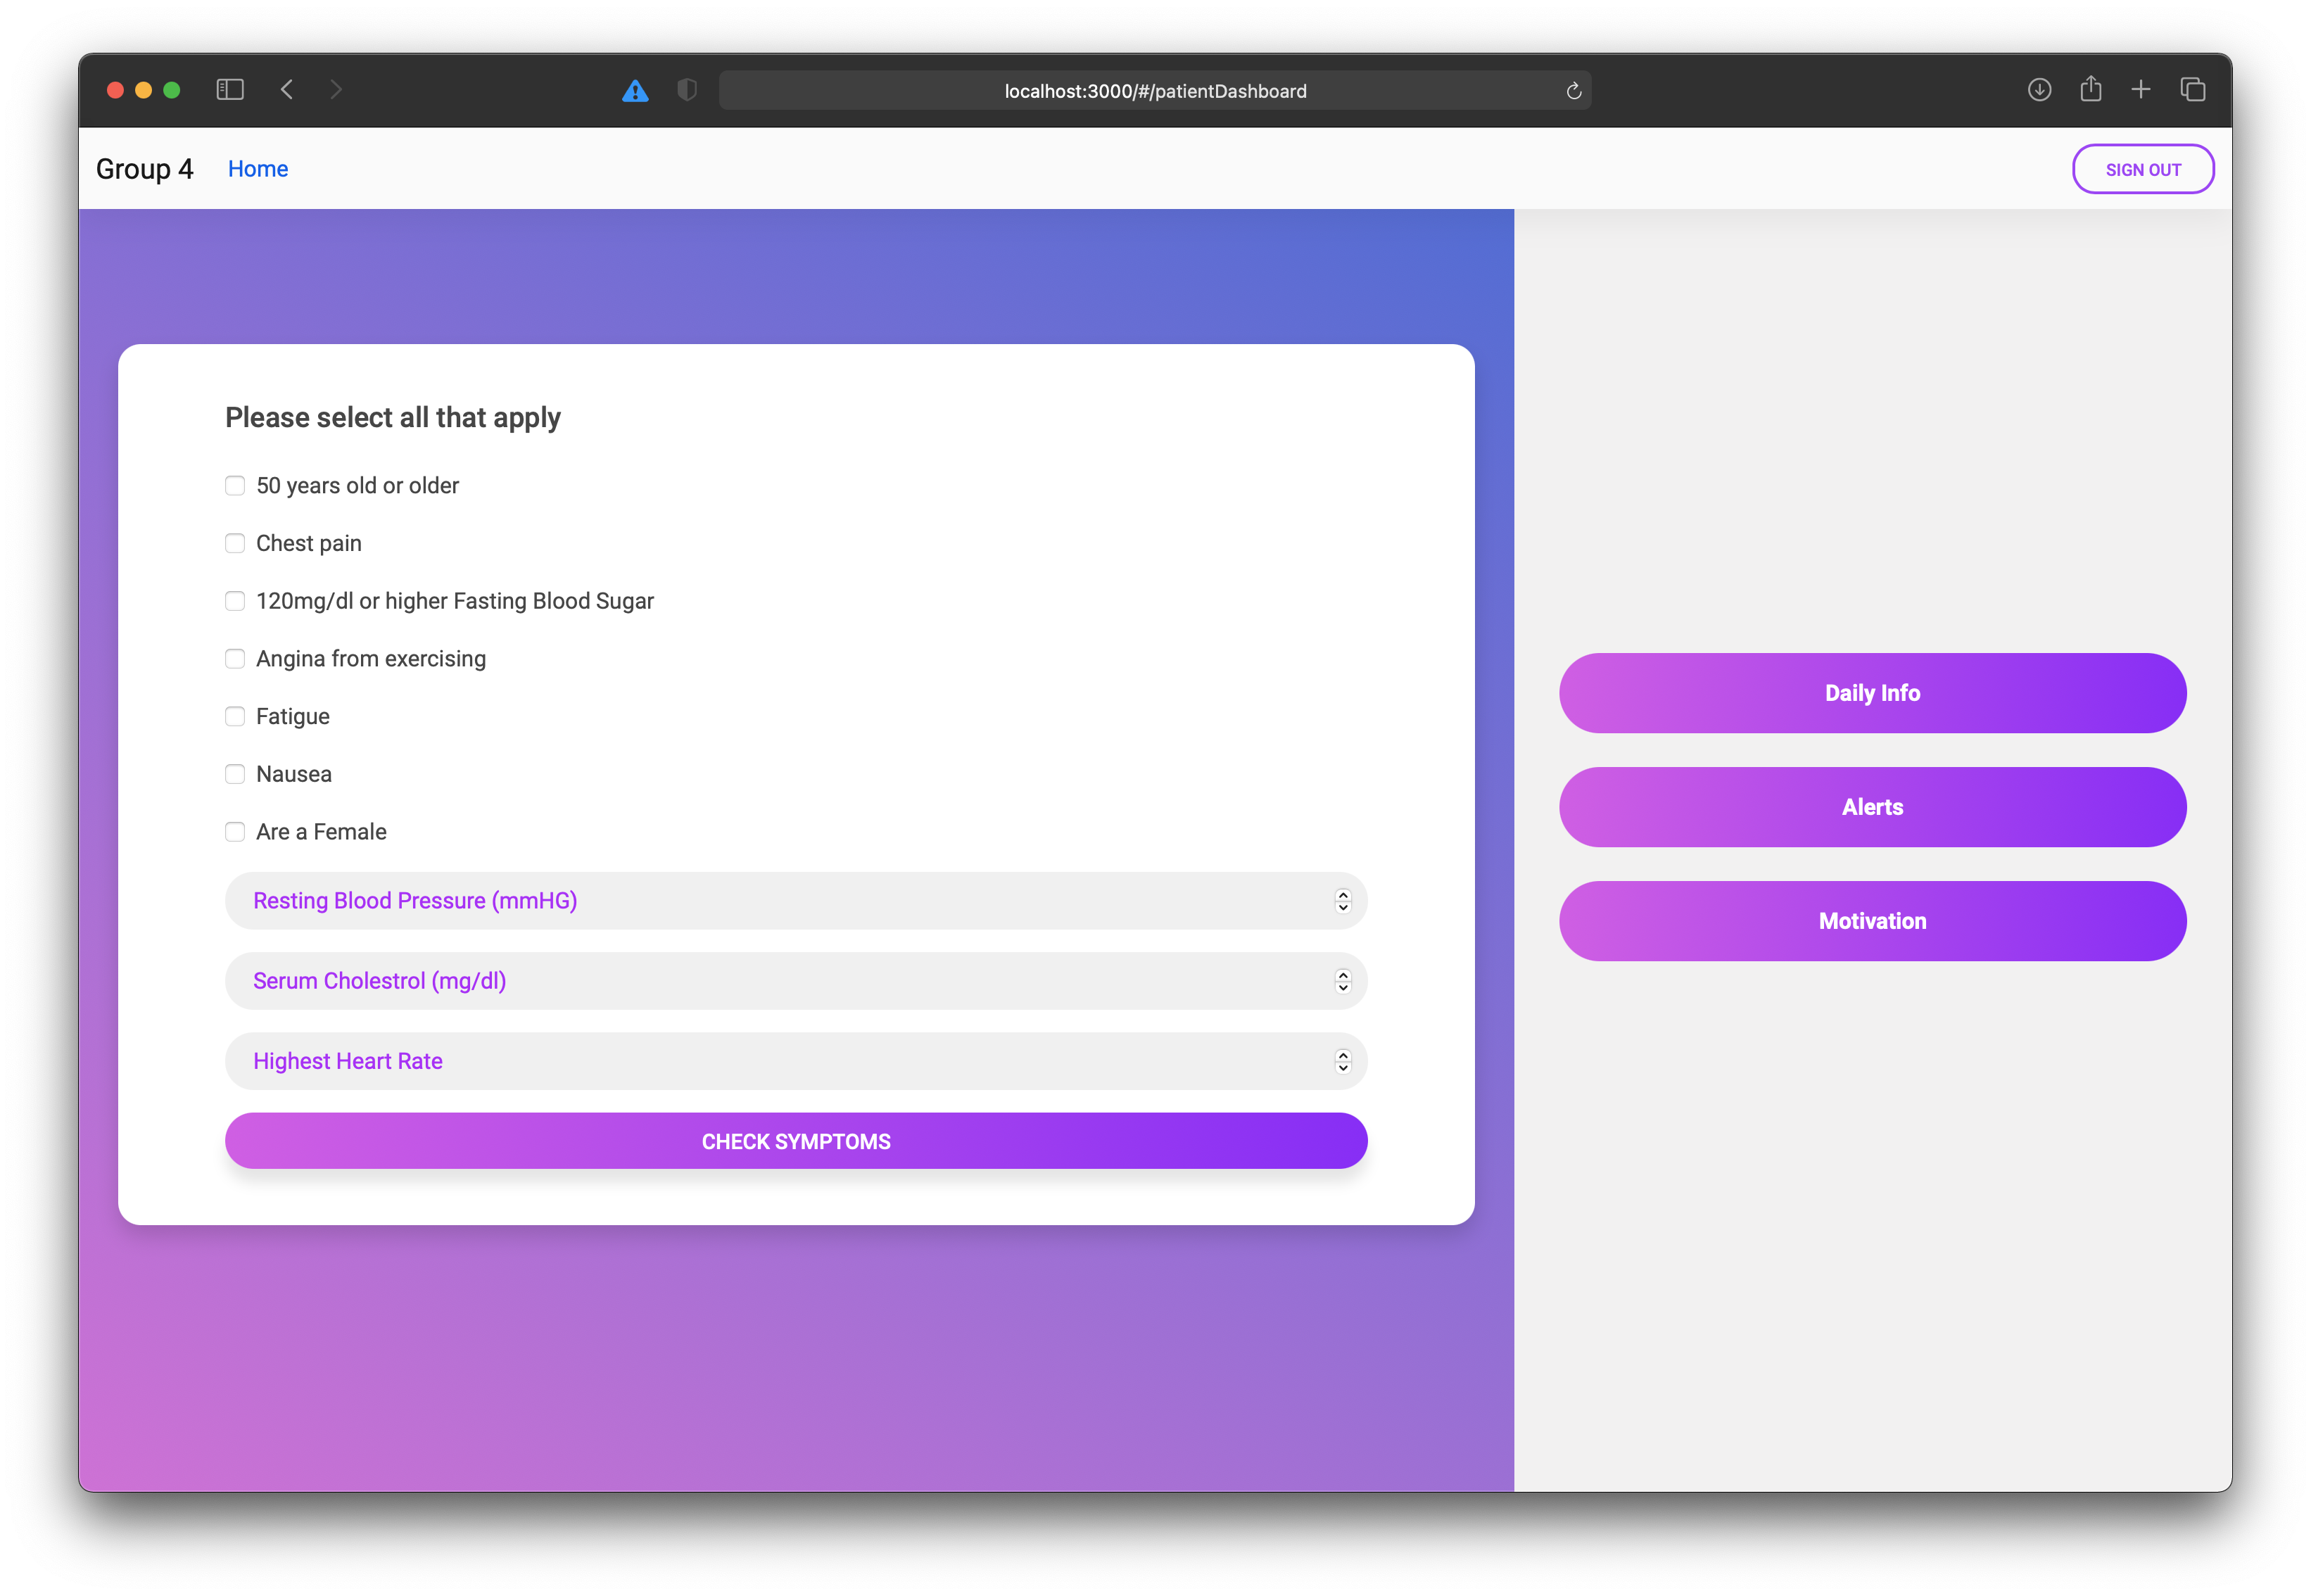 localhost:3000/#/patientDashboard
Group 4
Home
SIGN OUT
Please select all that apply
50 years old or older
Chest pain
120mg/dl or higher Fasting Blood Sugar
Angina from exercising
Fatigue
Nausea
Are a Female
Resting Blood Pressure (mmHG)
Serum Cholestrol (mg/dl)
Highest Heart Rate
CHECK SYMPTOMS
Daily Info
Alerts
Motivation